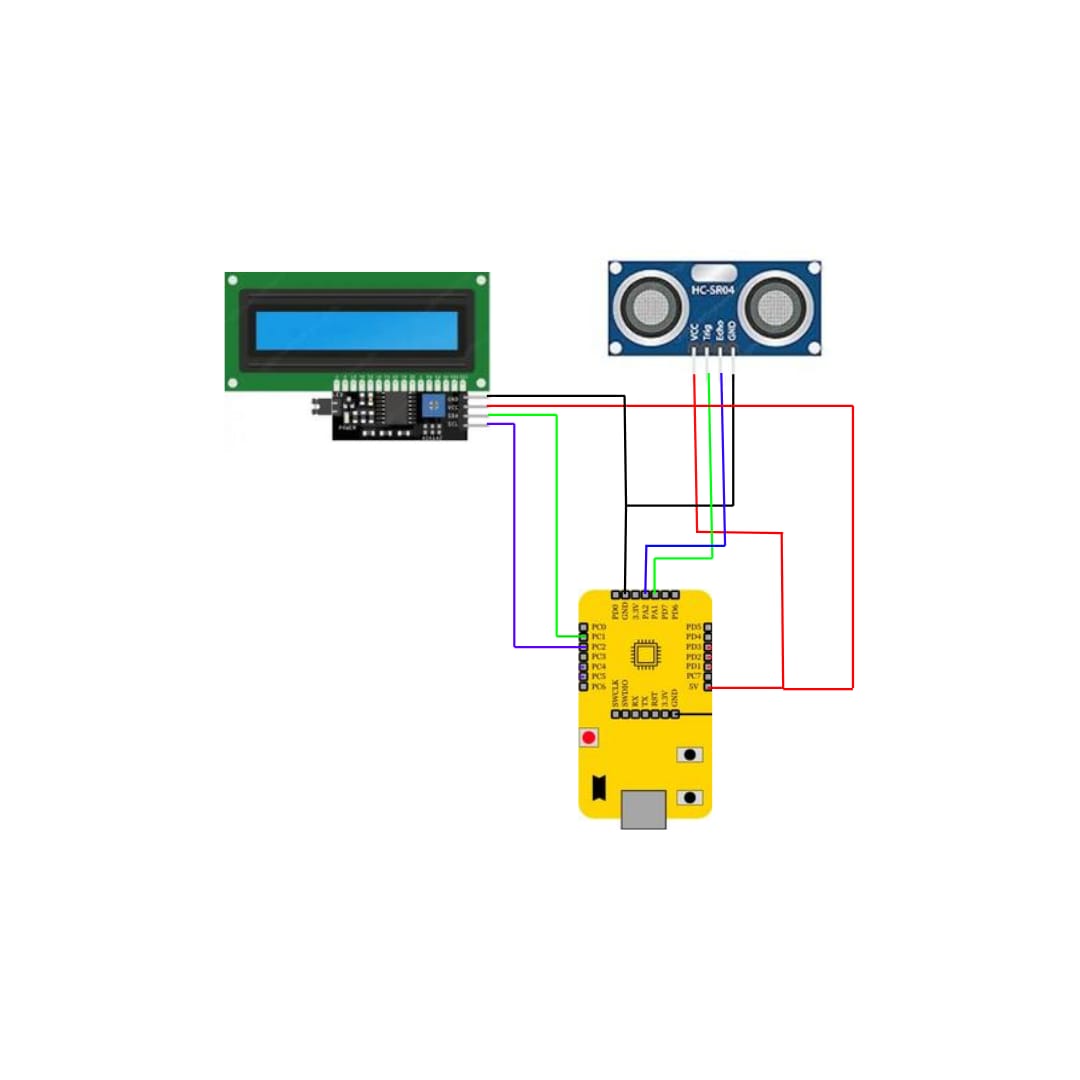 HC-SR04
VCC
Trig
Echo
GND
GND
VCC
SDA
SCL
POWER
PD0
GND
3.3V
PA2
PA1
PD7
PD6
PC0
PC1
PC2
PC3
PC4
PC5
PC6
PD5
PD4
PD3
PD2
PD1
PC7
5V
SWCLK
SWDIO
RX
TX
RST
3.3V
GND